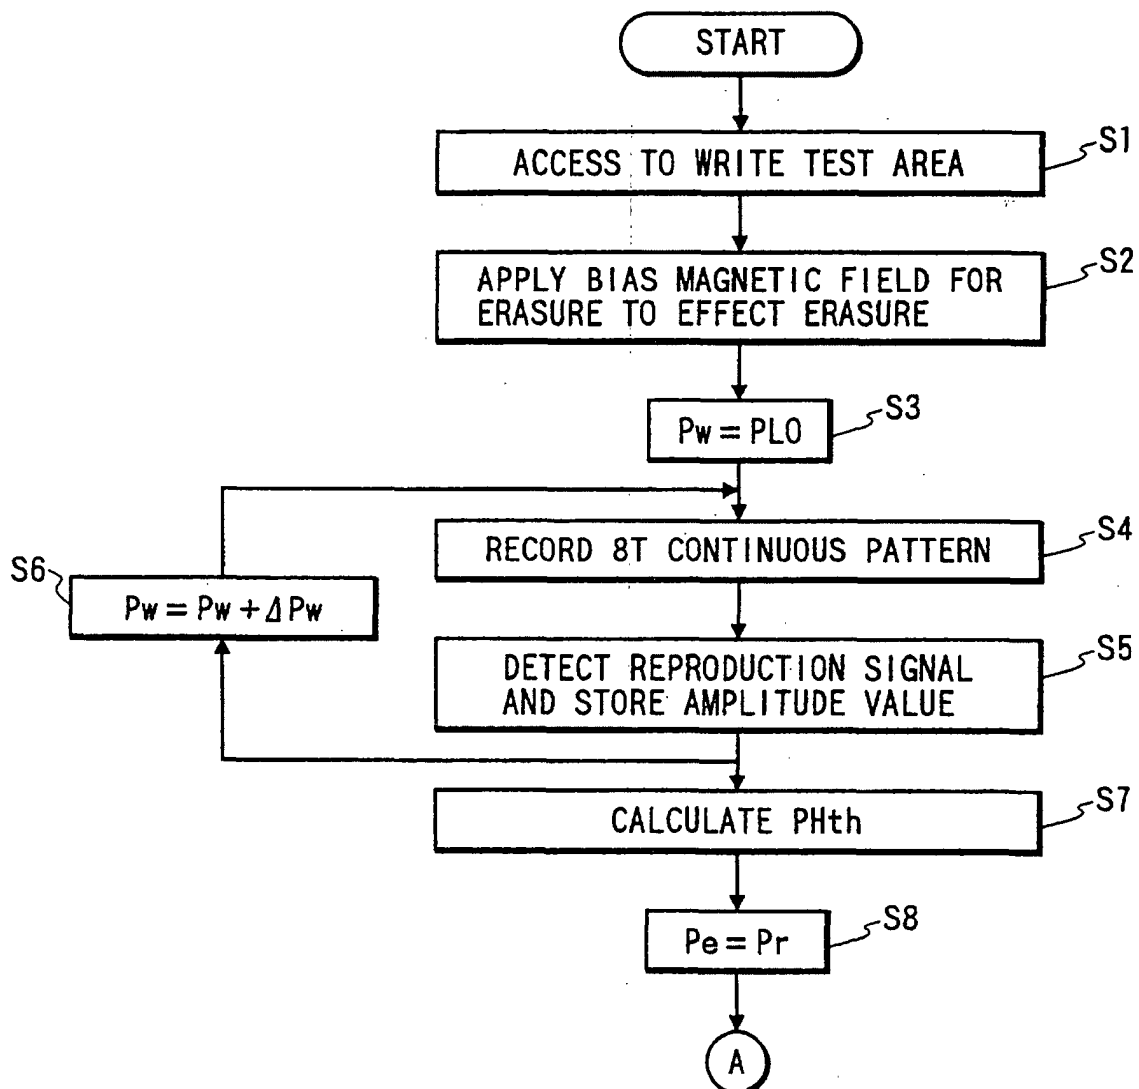 START
S1
ACCESS TO WRITE TEST AREA
S2
APPLY BIAS MAGNETIC FIELD FOR
ERASURE TO EFFECT ERASURE
S3
Pw = PLO
S4
RECORD 8T CONTINUOUS PATTERN
S6
Pw = Pw + Δ Pw
S5
DETECT REPRODUCTION SIGNAL
AND STORE AMPLITUDE VALUE
S7
CALCULATE PHth
S8
Pe = Pr
A